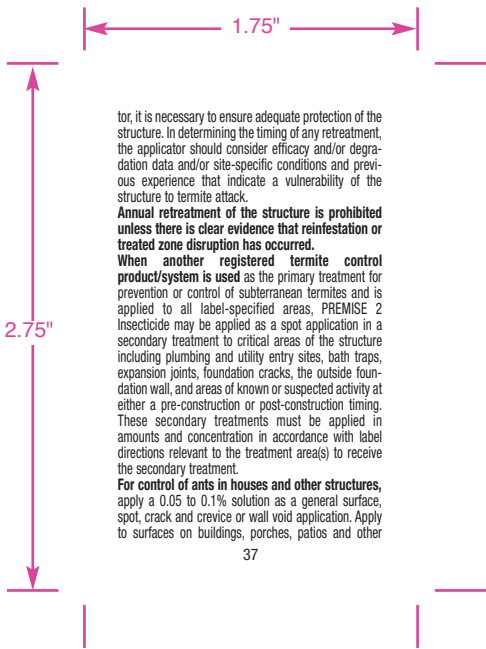 1.75"
tor, it is necessary to ensure adequate protection of the
structure. In determining the timing of any retreatment,
the applicator should consider efficacy and/or degra-
dation data and/or site-specific conditions and previ-
ous experience that indicate a vulnerability of the
structure to termite attack.
Annual retreatment of the structure is prohibited
unless there is clear evidence that reinfestation or
treated zone disruption has occurred.
When another registered termite control
product/system is used as the primary treatment for
prevention or control of subterranean termites and is
applied to all label-specified areas, PREMISE 2
Insecticide may be applied as a spot application in a
secondary treatment to critical areas of the structure
including plumbing and utility entry sites, bath traps,
expansion joints, foundation cracks, the outside foun-
dation wall, and areas of known or suspected activity at
either a pre-construction or post-construction timing.
These secondary treatments must be applied in
amounts and concentration in accordance with label
directions relevant to the treatment area(s) to receive
the secondary treatment.
For control of ants in houses and other structures,
apply a 0.05 to 0.1% solution as a general surface,
spot, crack and crevice or wall void application. Apply
to surfaces on buildings, porches, patios and other
37
2.75"